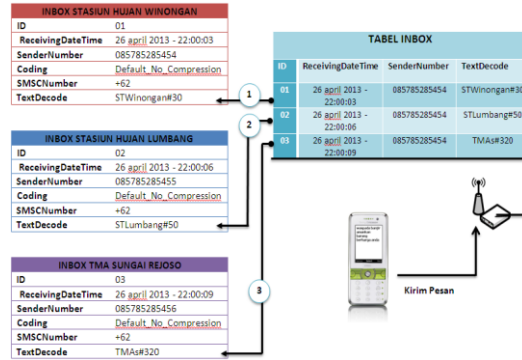 INBOX STASIUN HUJAN WINONGAN
ID 01
ReceivingDateTime 26 april 2013 - 22:00:03
SenderNumber 085785285454
Coding Default_No_Compression
SMSCNumber +62
TextDecode STWinongan#30
INBOX STASIUN HUJAN LUMBANG
ID 02
ReceivingDateTime 26 april 2013 - 22:00:06
SenderNumber 085785285455
Coding Default_No_Compression
SMSCNumber +62
TextDecode STLumbang#50
INBOX TMA SUNGAI REJOSO
ID 03
ReceivingDateTime 26 april 2013 - 22:00:09
SenderNumber 085785285456
Coding Default_No_Compression
SMSCNumber +62
TextDecode TMAs#320
1
2
3
TABEL INBOX
ID ReceivingDateTime SenderNumber TextDecode
01 26 april 2013 - 22:00:03 085785285454 STWinongan#30
02 26 april 2013 - 22:00:06 085785285454 STLumbang#50
03 26 april 2013 - 22:00:09 085785285454 TMAs#320
Kirim Pesan